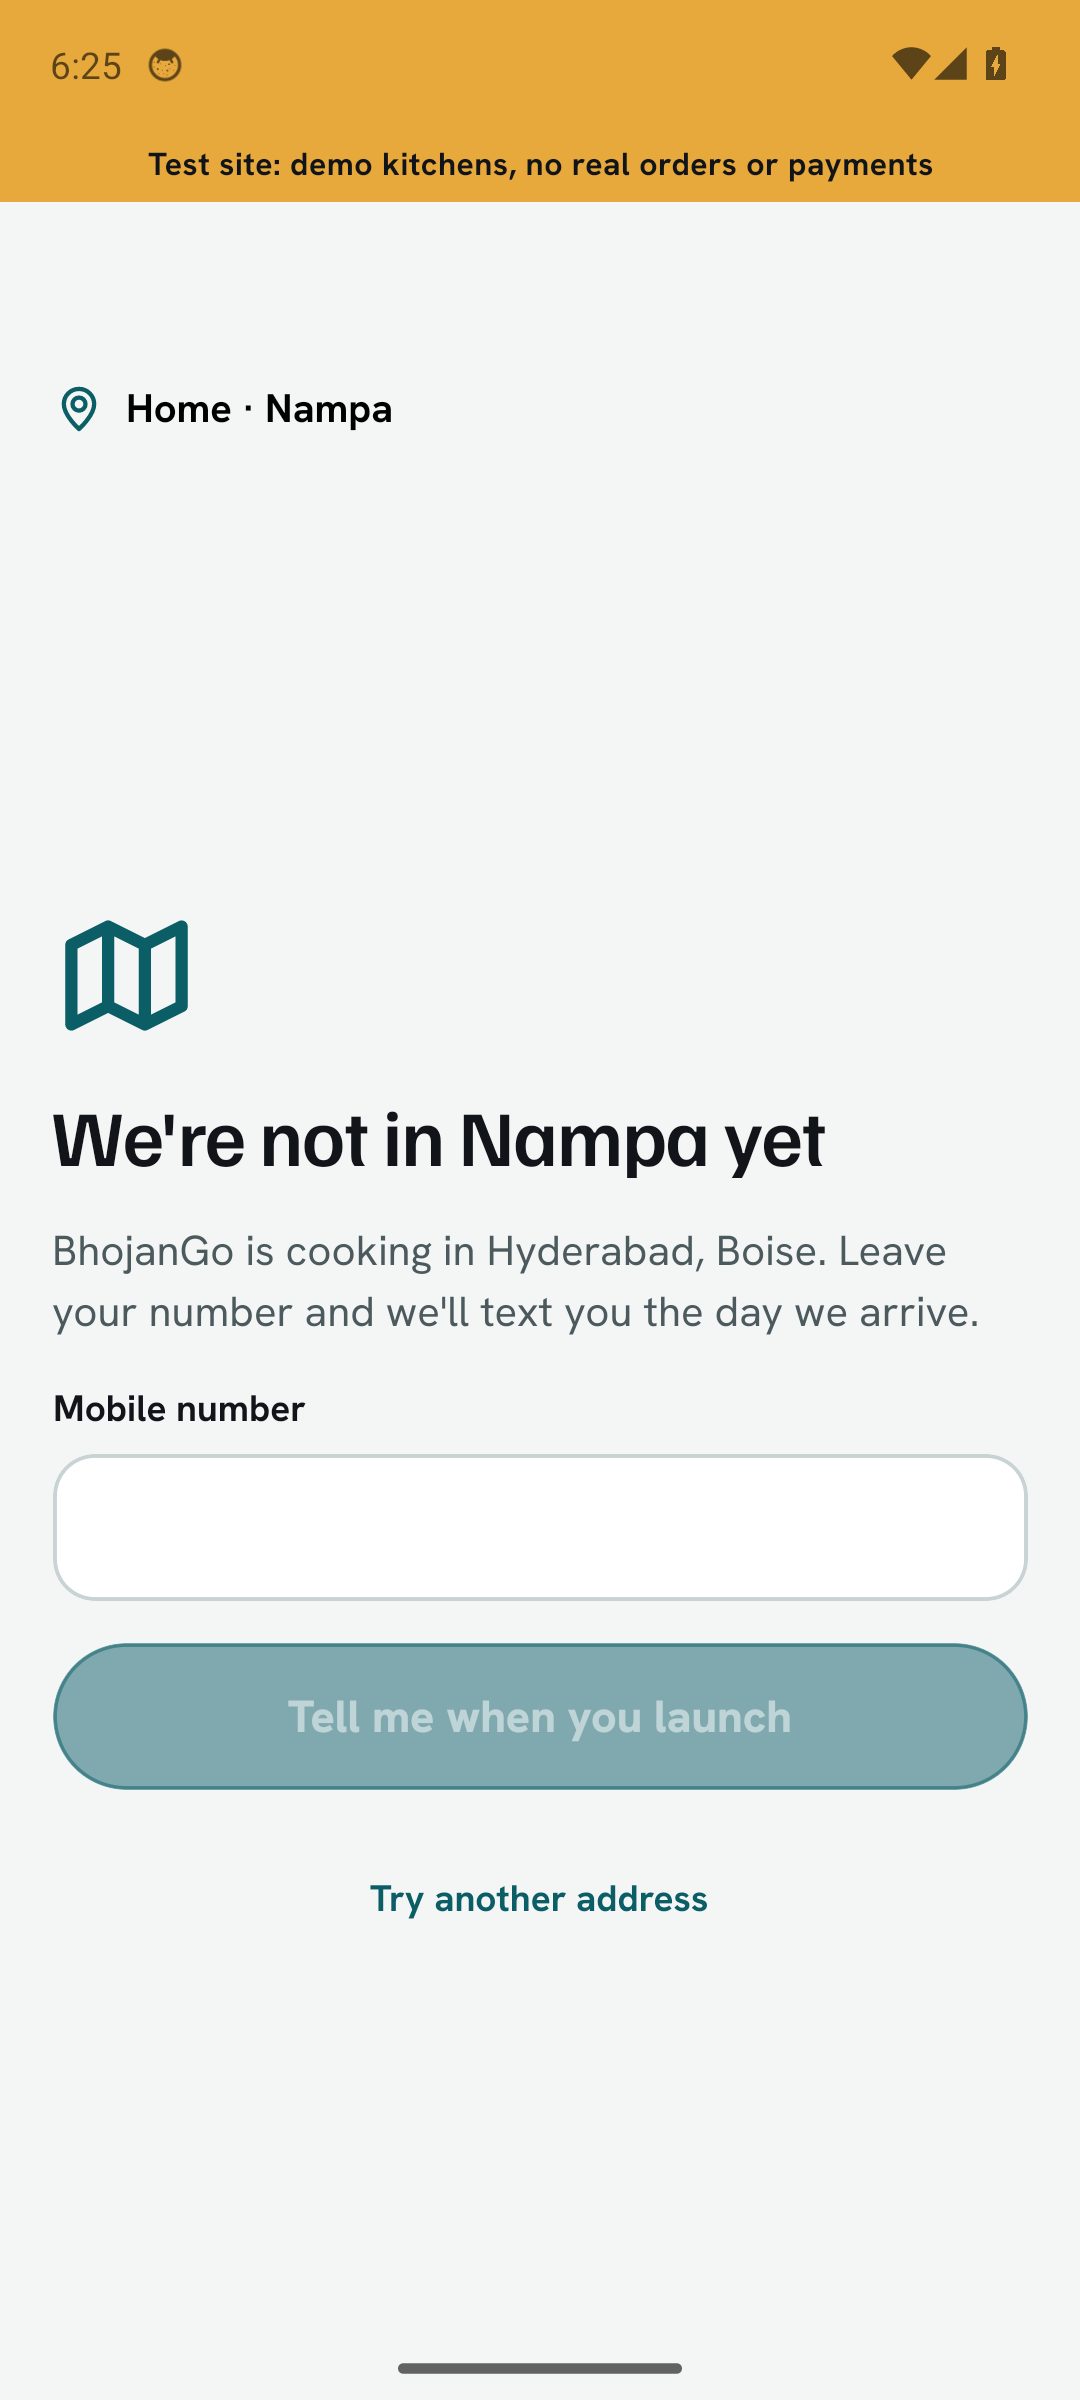 6:25
Test site: demo kitchens, no real orders or payments
Home · Nampa
We're not in Nampa yet
BhojanGo is cooking in Hyderabad, Boise. Leave
your number and we'll text you the day we arrive.
Mobile number
Tell me when you launch
Try another address